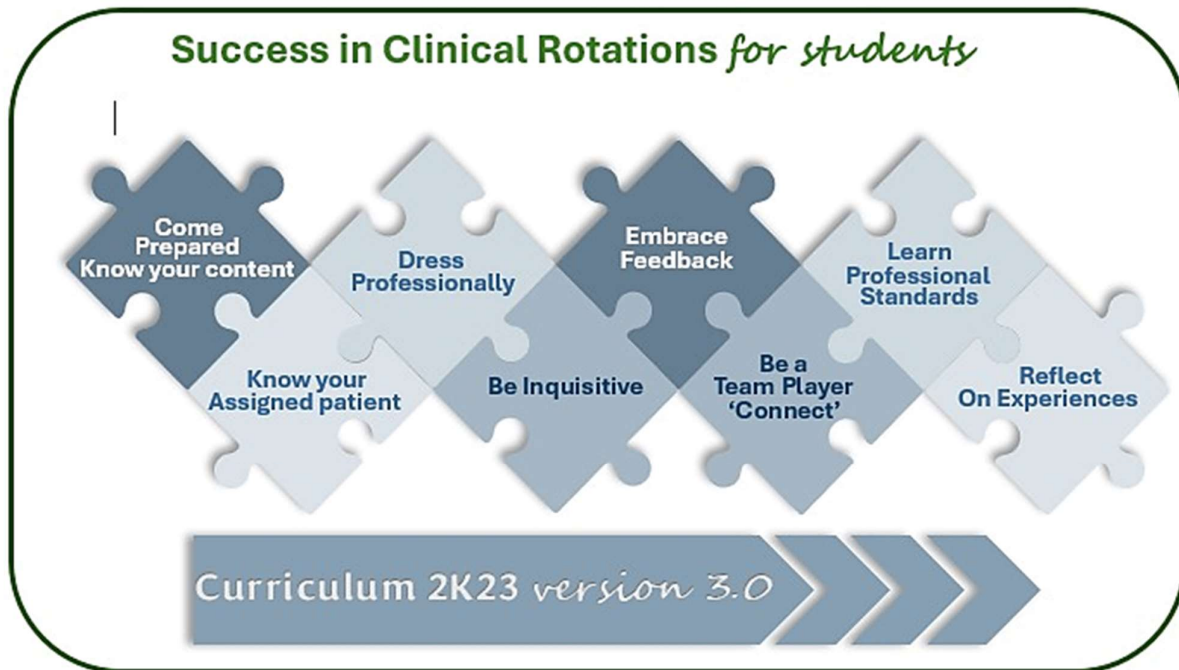 Success in Clinical Rotations for students
Come
Prepared
Know your content
Know your
Assigned patient
Dress
Professionally
Be Inquisitive
Embrace
Feedback
Be a
Team Player
‘Connect’
Learn
Professional
Standards
Reflect
On Experiences
Curriculum 2K23 version 3.0